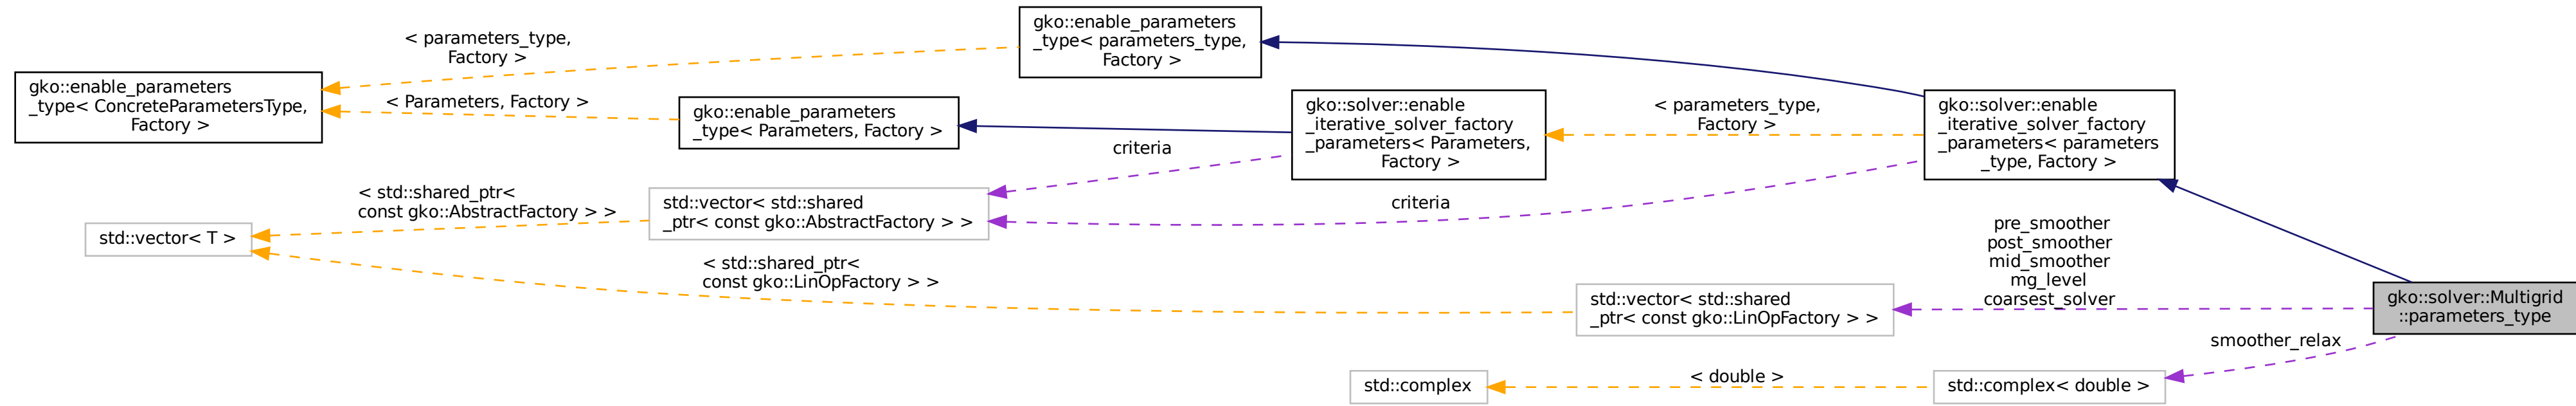 gko::enable_parameters
_type< ConcreteParametersType,
Factory >
< parameters_type,
Factory >
< Parameters, Factory >
gko::enable_parameters
_type< parameters_type,
Factory >
gko::enable_parameters
_type< Parameters, Factory >
gko::solver::enable
_iterative_solver_factory
_parameters< Parameters,
Factory >
< parameters_type,
Factory >
gko::solver::enable
_iterative_solver_factory
_parameters< parameters
_type, Factory >
criteria
criteria
std::vector< T >
< std::shared_ptr<
const gko::AbstractFactory > >
std::vector< std::shared
_ptr< const gko::AbstractFactory > >
< std::shared_ptr<
const gko::LinOpFactory > >
std::vector< std::shared
_ptr< const gko::LinOpFactory > >
pre_smoother
post_smoother
mid_smoother
mg_level
coarsest_solver
gko::solver::Multigrid
::parameters_type
smoother_relax
std::complex
< double >
std::complex< double >